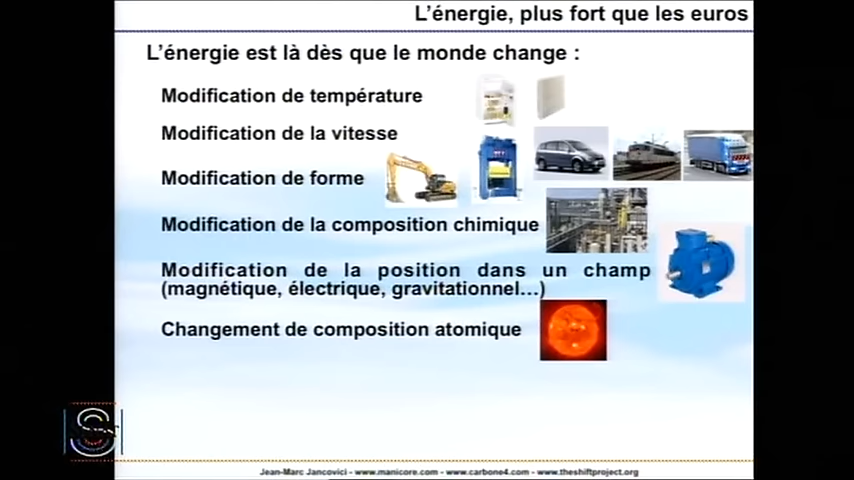 L'énergie, plus fort que les euros
L'énergie est là dès que le monde change :
Modification de température
Modification de la vitesse
Modification de forme
Modification de la composition chimique
Modification de la position dans un champ
(magnétique, électrique, gravitationnel…)
Changement de composition atomique
Jean-Marc Jancovici - www.manicore.com - www.carbone4.com - www.theshiftproject.org